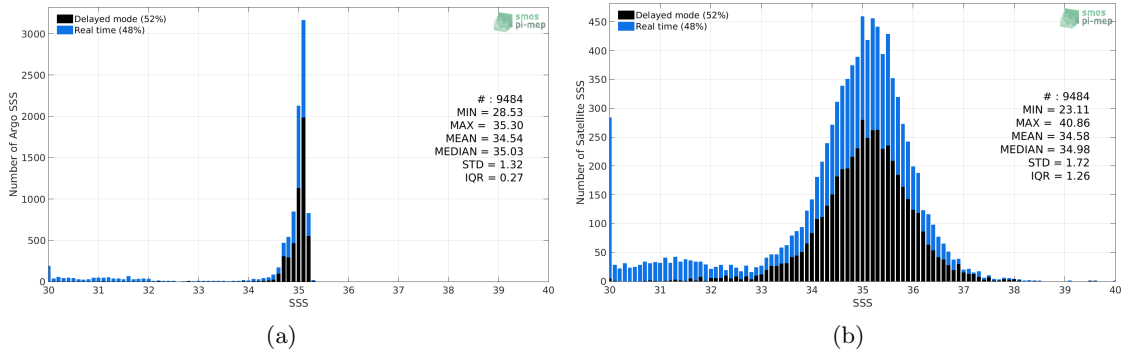 Delayed mode (52%)
Real time (48%)
smos
pi-mep
Number of Argo SSS
3000
2500
2000
1500
1000
500
0
# : 9484
MIN = 28.53
MAX = 35.30
MEAN = 34.54
MEDIAN = 35.03
STD = 1.32
IQR = 0.27
30 31 32 33 34 35 36 37 38 39 40
SSS
(a)
Delayed mode (52%)
Real time (48%)
smos
pi-mep
Number of Satellite SSS
450
400
350
300
250
200
150
100
50
0
# : 9484
MIN = 23.11
MAX = 40.86
MEAN = 34.58
MEDIAN = 34.98
STD = 1.72
IQR = 1.26
30 31 32 33 34 35 36 37 38 39 40
SSS
(b)